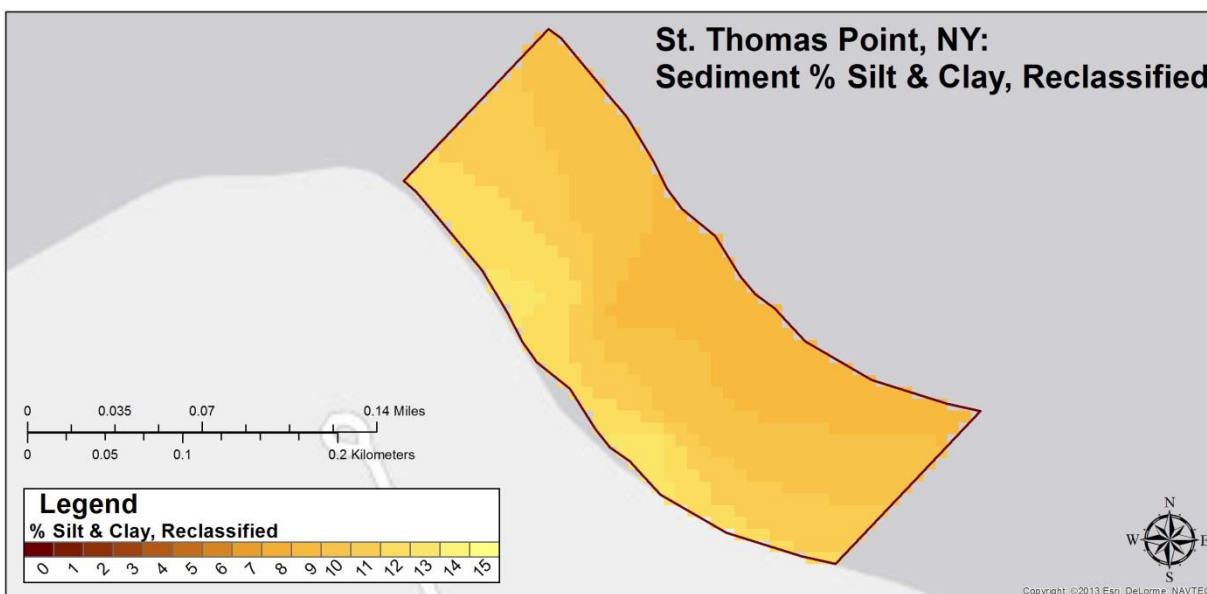 St. Thomas Point, NY:
Sediment % Silt & Clay, Reclassified
0 0.035 0.07 0.14 Miles
0 0.05 0.1 0.2 Kilometers
Legend
% Silt & Clay, Reclassified
0 1 2 3 4 5 6 7 8 9 10 11 12 13 14 15
N
W E
S
Copyright: ©2013 Esri, DeLorme, NAVTEQ